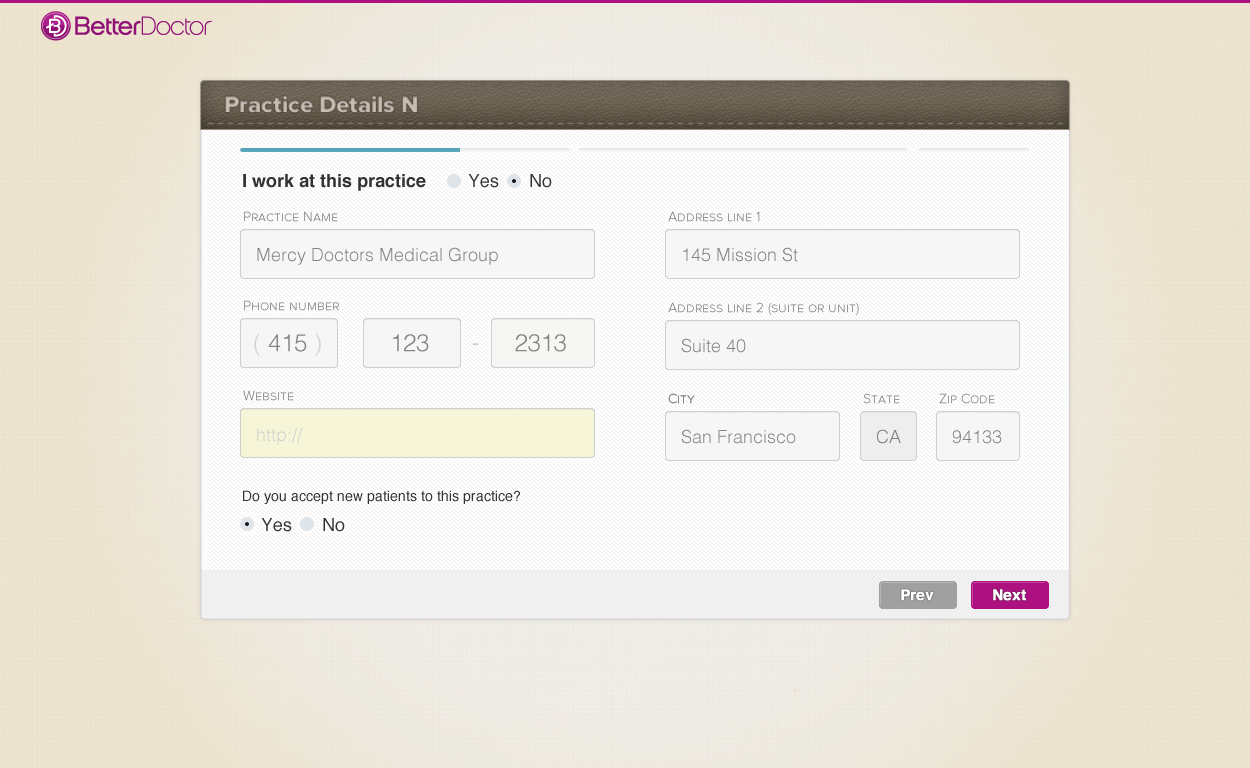 BetterDoctor
Practice Details N
I work at this practice Yes No
Practice Name
Mercy Doctors Medical Group
Phone number
( 415 ) 123 - 2313
Website
http://
Do you accept new patients to this practice?
Yes No
Address line 1
145 Mission St
Address line 2 (suite or unit)
Suite 40
City State Zip Code
San Francisco CA 94133
Prev Next